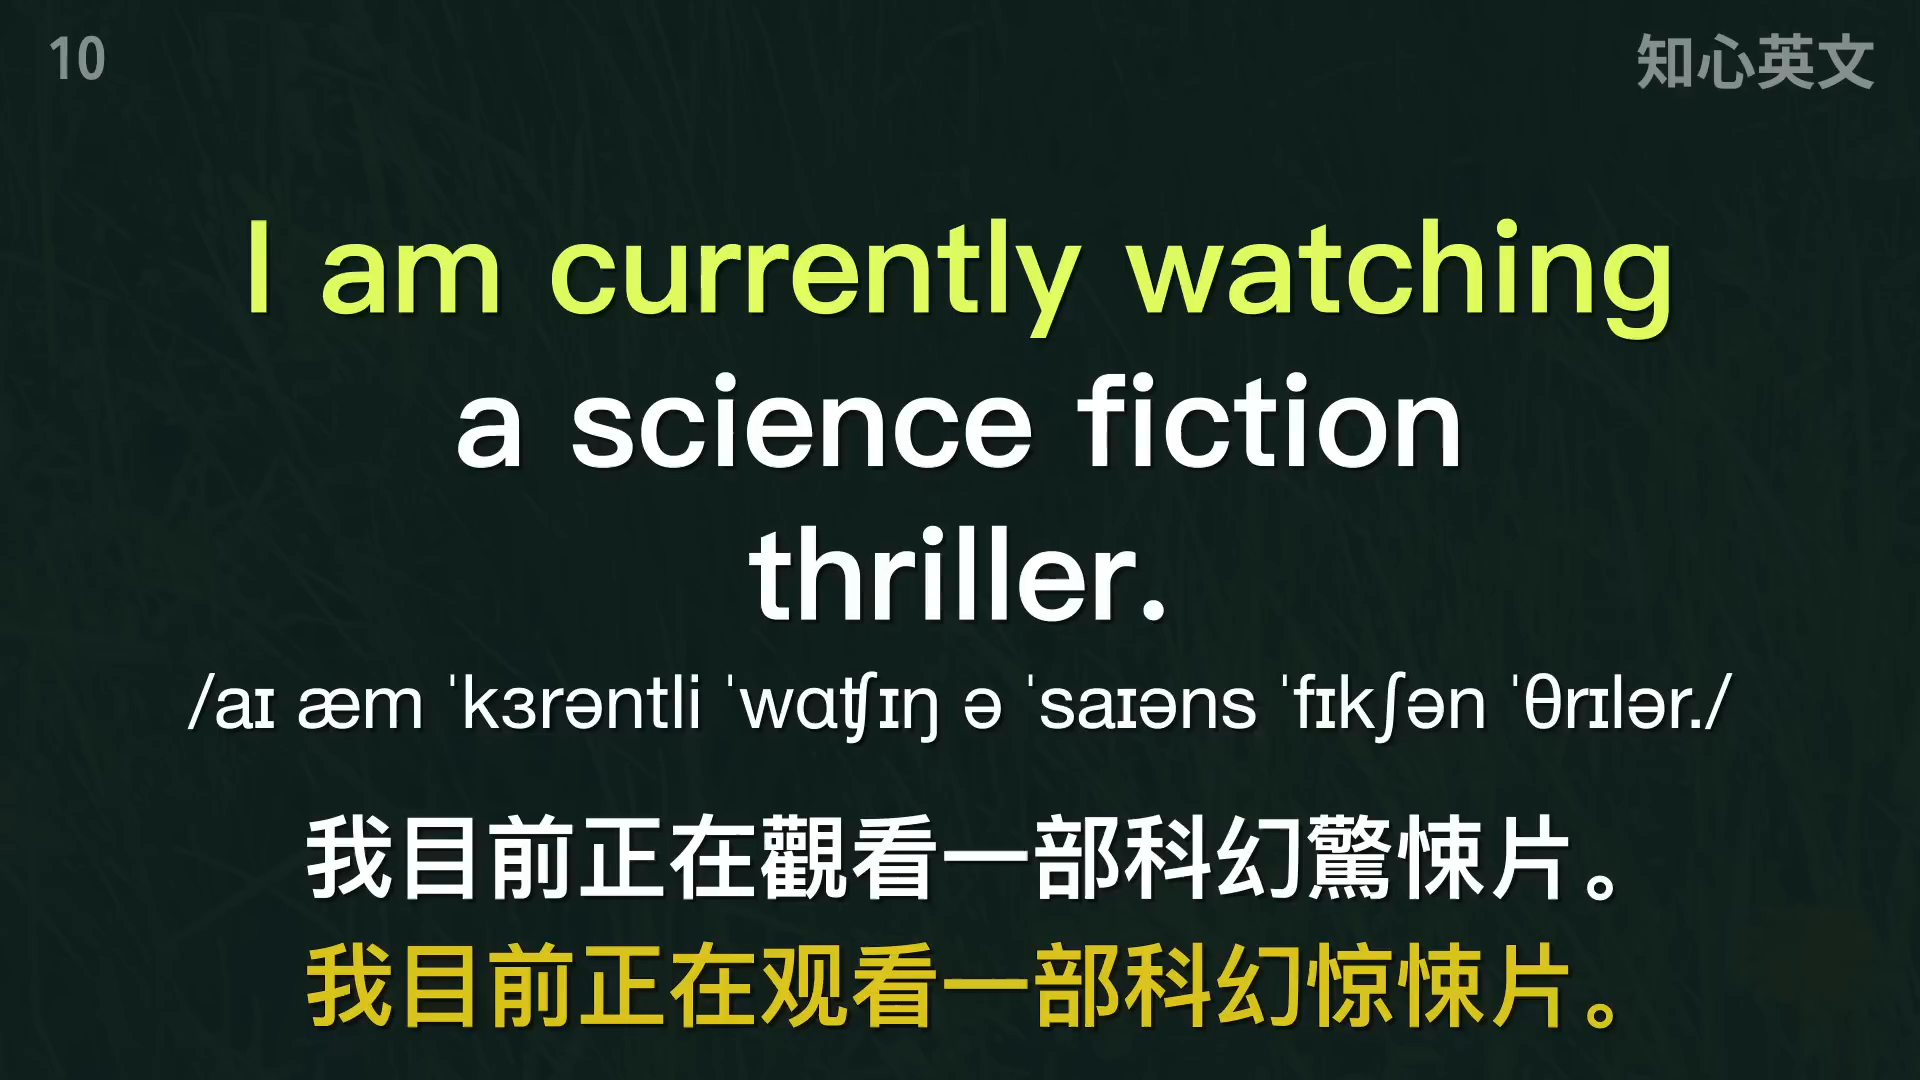 10
知心英文
I am currently watching
a science fiction
thriller.
/aɪ æm ˈkɜrəntli ˈwɑʧɪŋ ə ˈsaɪəns ˈfɪkʃən ˈθrɪlər./
我目前正在觀看一部科幻驚悚片。
我目前正在观看一部科幻惊悚片。